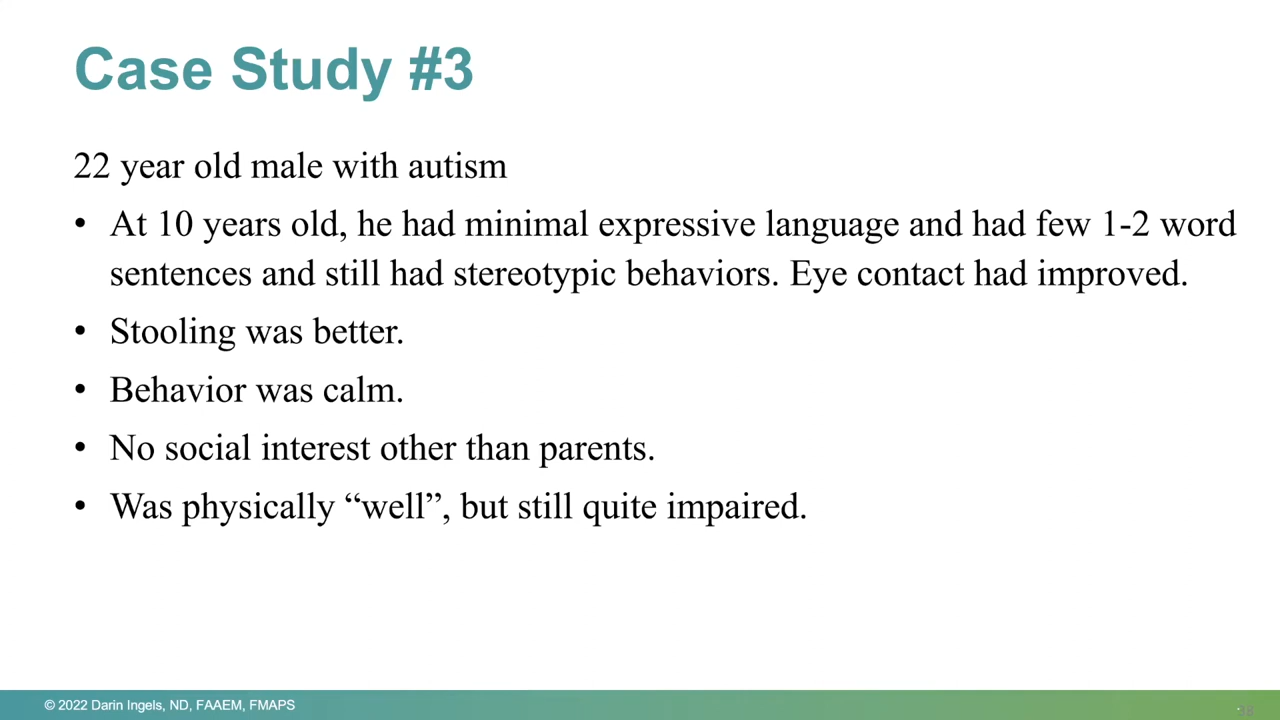 Case Study #3
22 year old male with autism
• At 10 years old, he had minimal expressive language and had few 1-2 word
sentences and still had stereotypic behaviors. Eye contact had improved.
• Stooling was better.
• Behavior was calm.
• No social interest other than parents.
• Was physically “well”, but still quite impaired.
© 2022 Darin Ingels, ND, FAAEM, FMAPS